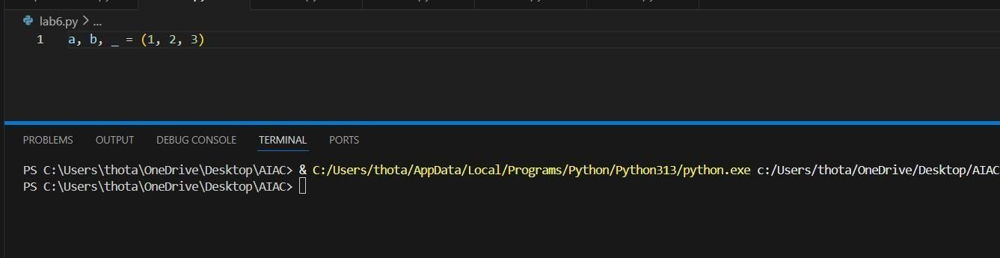 lab6.py > ...
1 a, b, _ = (1, 2, 3)
PROBLEMS OUTPUT DEBUG CONSOLE TERMINAL PORTS
PS C:\Users\thota\OneDrive\Desktop\AIAC> & C:/Users/thota/AppData/Local/Programs/Python/Python313/python.exe c:/Users/thota/OneDrive/Desktop/AIAC
PS C:\Users\thota\OneDrive\Desktop\AIAC>